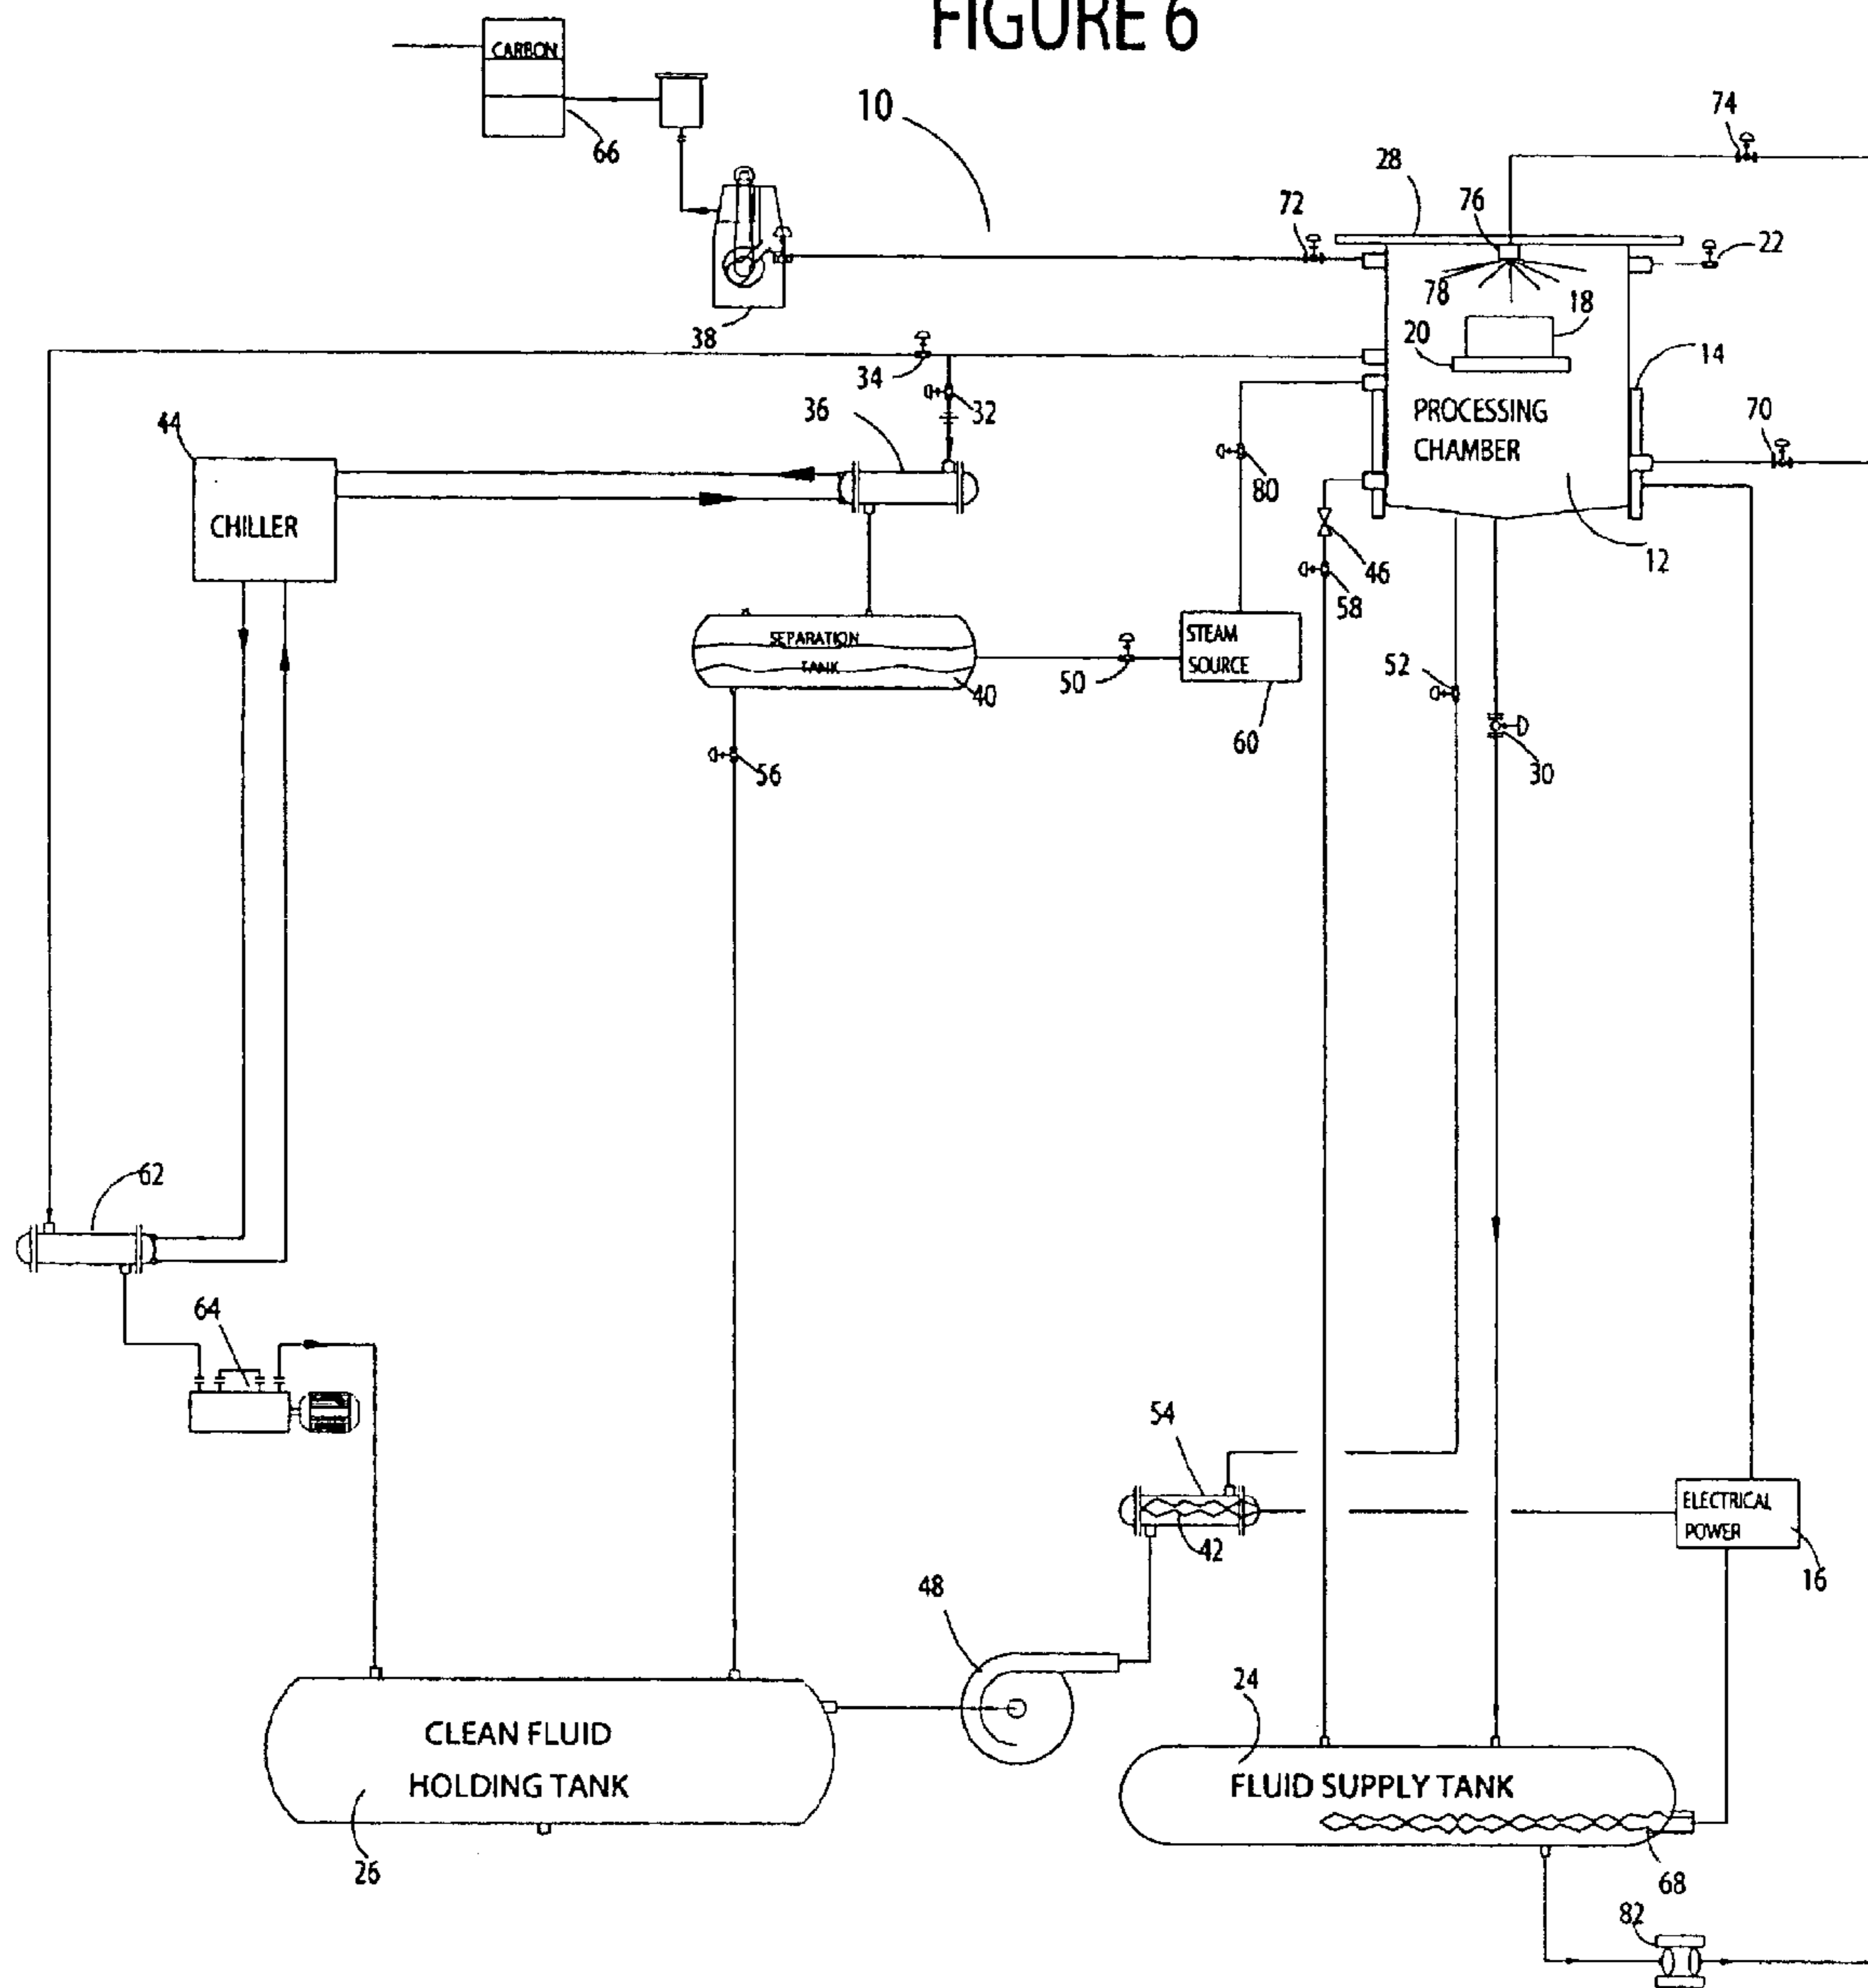 FIGURE 6
CARBON
66
10
74
28
76
72
22
78
18
38
20
14
34
32
36
70
PROCESSING
CHAMBER
44
80
CHILLER
46
12
58
SEPARATION
TANK
STEAM
SOURCE
52
50
40
60
30
56
62
64
54
ELECTRICAL
POWER
42
16
48
24
CLEAN FLUID
HOLDING TANK
FLUID SUPPLY TANK
26
68
82